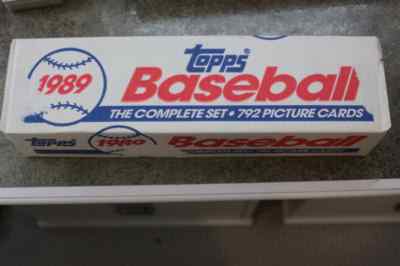 1989
Topps®
Baseball
THE COMPLETE SET • 792 PICTURE CARDS
Topps
1989
Baseball